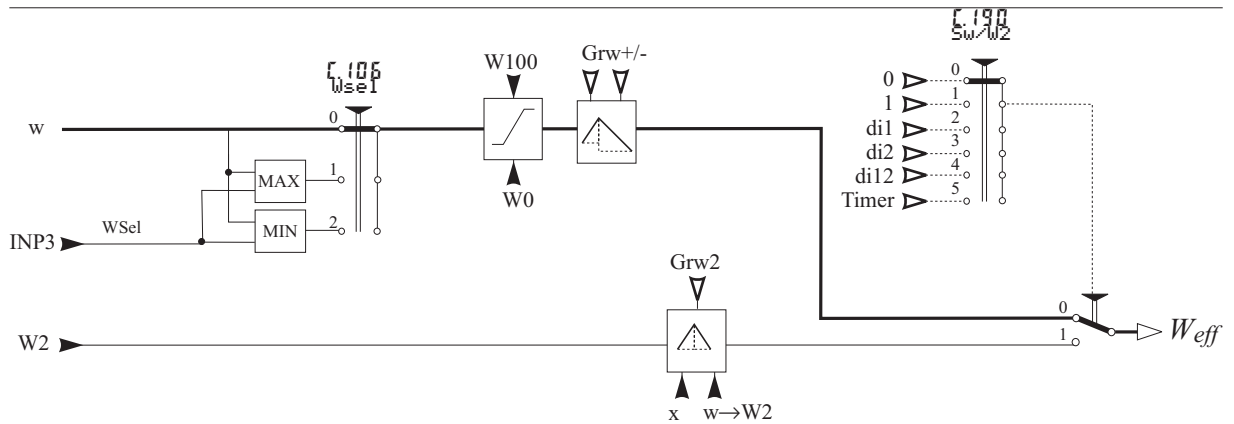 C.190
Sw/W2
C.106
Wsel
W100
Grw+/-
0
0
1
1
di1
2
di2
3
di12
4
Timer
5
w
0
MAX
1
W0
WSel
MIN
2
INP3
Grw2
0
W2
1
Weff
x
w→W2